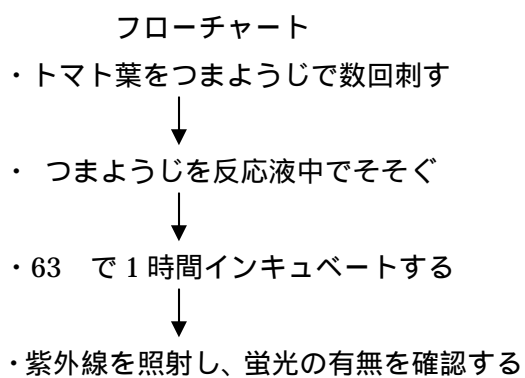 フローチャート
・トマト葉をつまようじで数回刺す
・ つまようじを反応液中でそそぐ
・63　で1時間インキュベートする
・紫外線を照射し、蛍光の有無を確認する